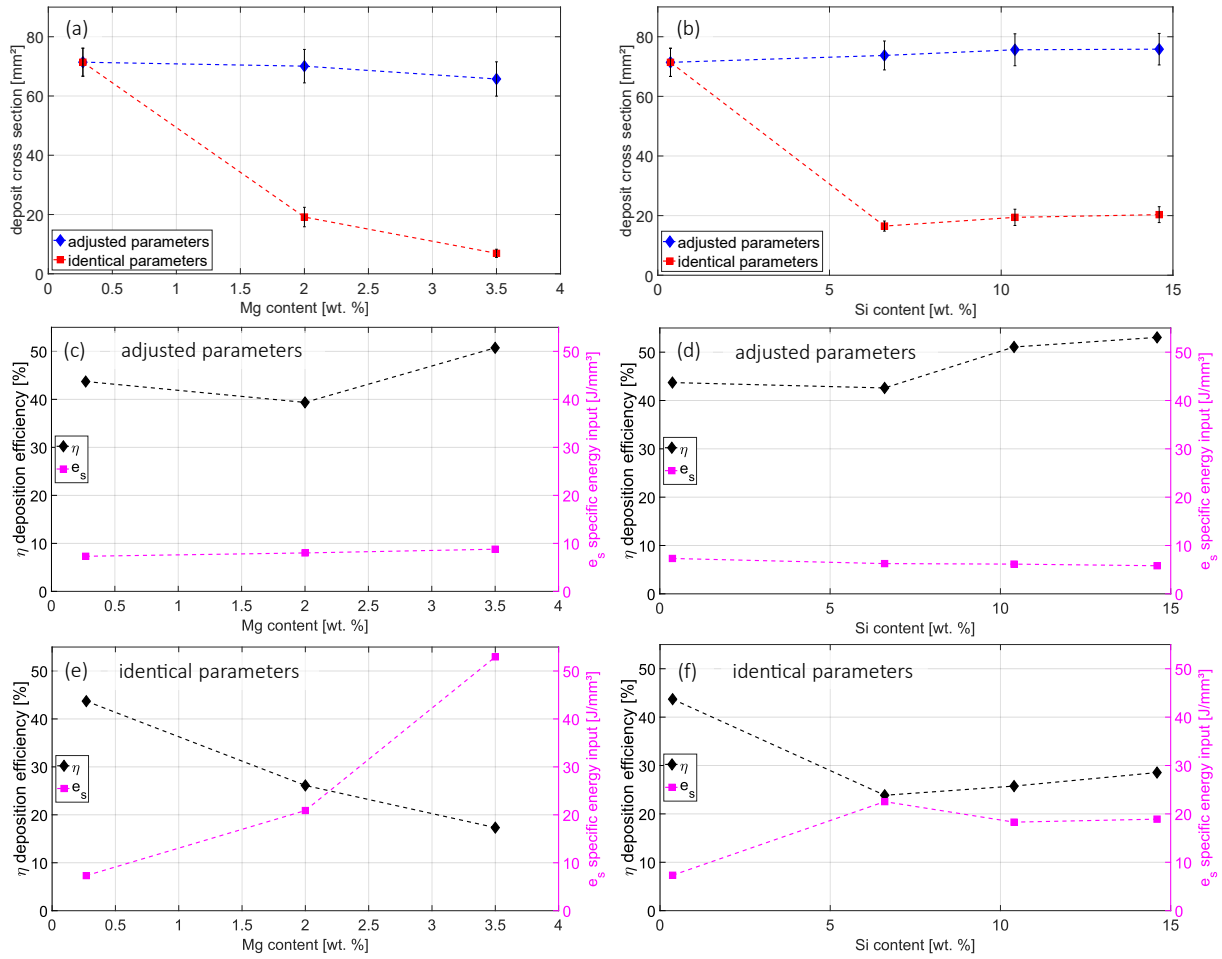 (a)
deposit cross section [mm²]
80
60
40
20
0
adjusted parameters
identical parameters
0 0.5 1 1.5 2 2.5 3 3.5 4
Mg content [wt. %]
(b)
deposit cross section [mm²]
80
60
40
20
0
adjusted parameters
identical parameters
0 5 10 15
Si content [wt. %]
(c) adjusted parameters
η deposition efficiency [%]
50
40
30
20
10
0
η
e_s
50
40
30
20
10
0
e_s specific energy input [J/mm³]
0 0.5 1 1.5 2 2.5 3 3.5 4
Mg content [wt. %]
(d) adjusted parameters
η deposition efficiency [%]
50
40
30
20
10
0
η
e_s
50
40
30
20
10
0
e_s specific energy input [J/mm³]
0 5 10 15
Si content [wt. %]
(e) identical parameters
η deposition efficiency [%]
50
40
30
20
10
0
η
e_s
50
40
30
20
10
0
e_s specific energy input [J/mm³]
0 0.5 1 1.5 2 2.5 3 3.5 4
Mg content [wt. %]
(f) identical parameters
η deposition efficiency [%]
50
40
30
20
10
0
η
e_s
50
40
30
20
10
0
e_s specific energy input [J/mm³]
0 5 10 15
Si content [wt. %]